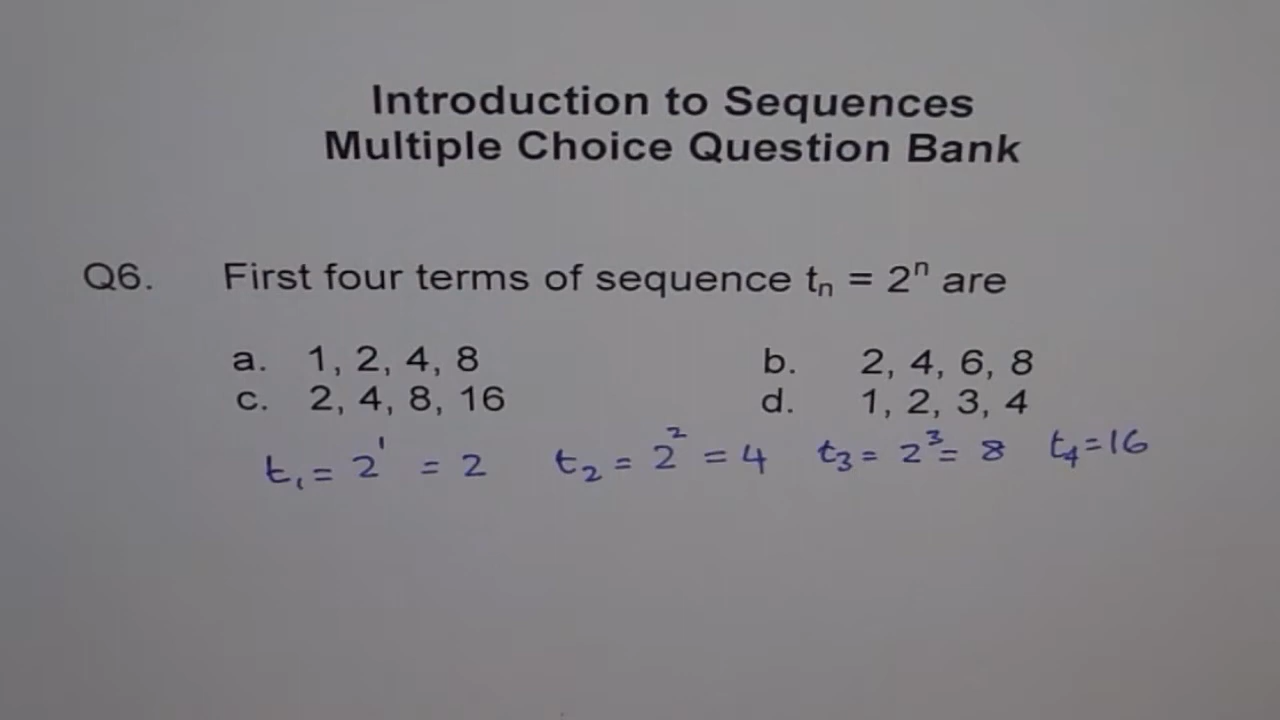 Introduction to Sequences
Multiple Choice Question Bank
Q6. First four terms of sequence tₙ = 2ⁿ are
a. 1, 2, 4, 8 b. 2, 4, 6, 8
c. 2, 4, 8, 16 d. 1, 2, 3, 4
t₁ = 2¹ = 2 t₂ = 2² = 4 t₃ = 2³ = 8 t₄ = 16